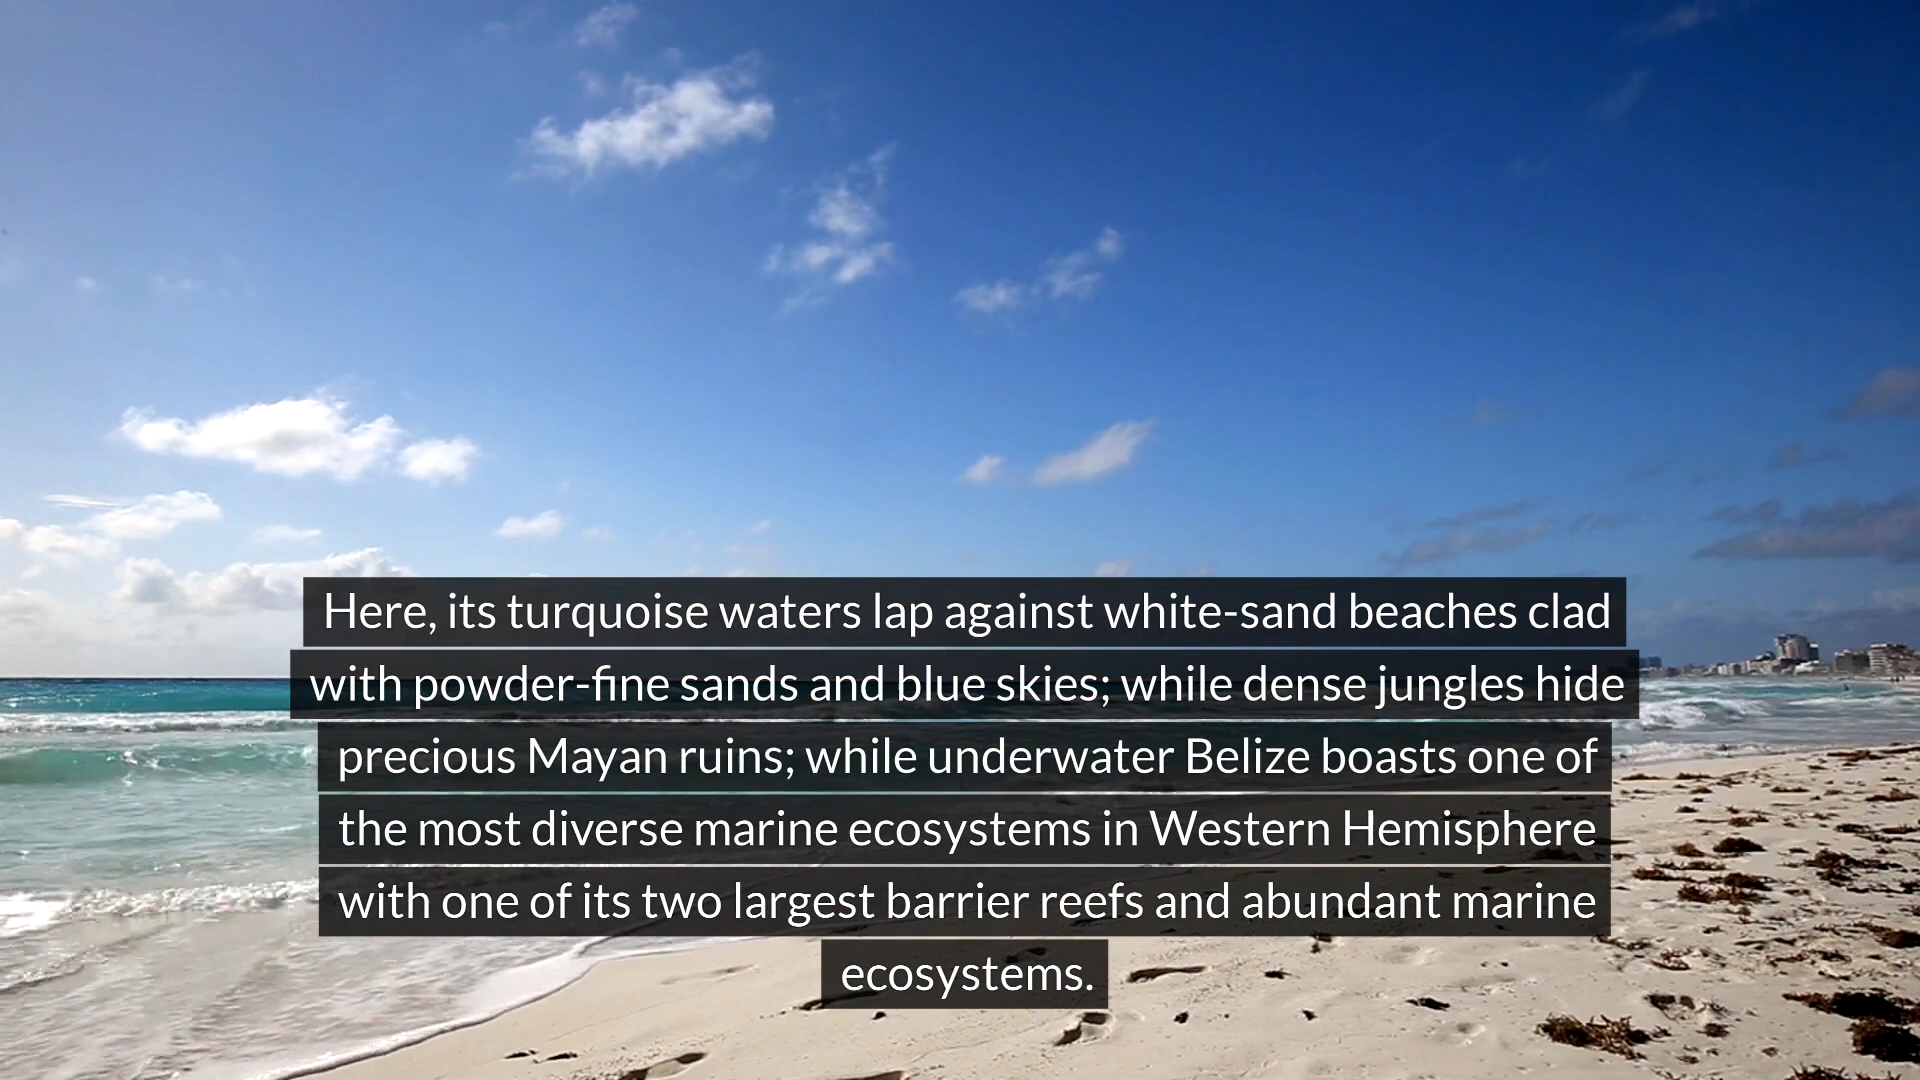 Here, its turquoise waters lap against white-sand beaches clad
with powder-fine sands and blue skies; while dense jungles hide
precious Mayan ruins; while underwater Belize boasts one of
the most diverse marine ecosystems in Western Hemisphere
with one of its two largest barrier reefs and abundant marine
ecosystems.